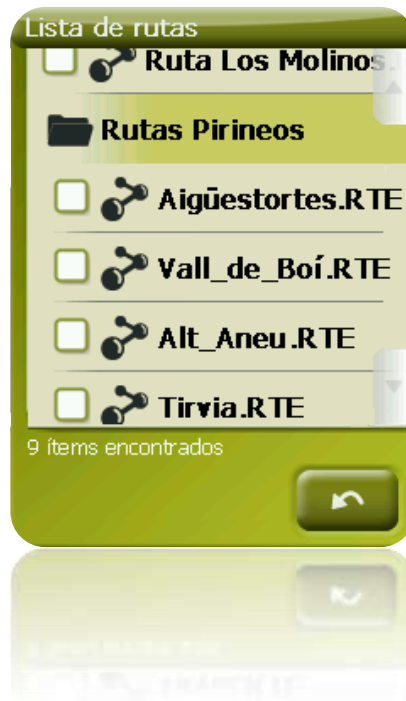 Lista de rutas
Ruta Los Molinos.
Rutas Pirineos
Aigüestortes.RTE
Vall_de_Boí.RTE
Alt_Aneu.RTE
Tirvia.RTE
9 ítems encontrados